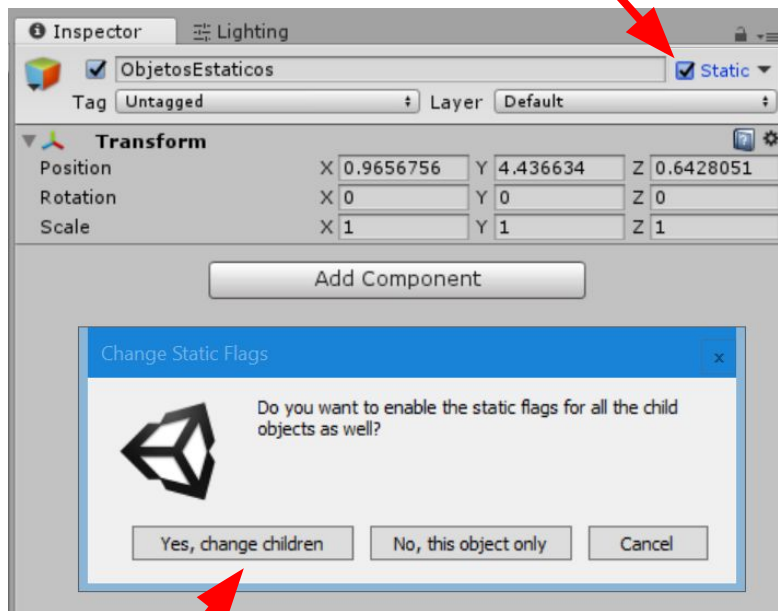 Inspector Lighting
ObjetosEstaticos Static
Tag Untagged Layer Default
Transform
Position X 0.9656756 Y 4.436634 Z 0.6428051
Rotation X 0 Y 0 Z 0
Scale X 1 Y 1 Z 1
Add Component
Change Static Flags x
Do you want to enable the static flags for all the child
objects as well?
Yes, change children No, this object only Cancel